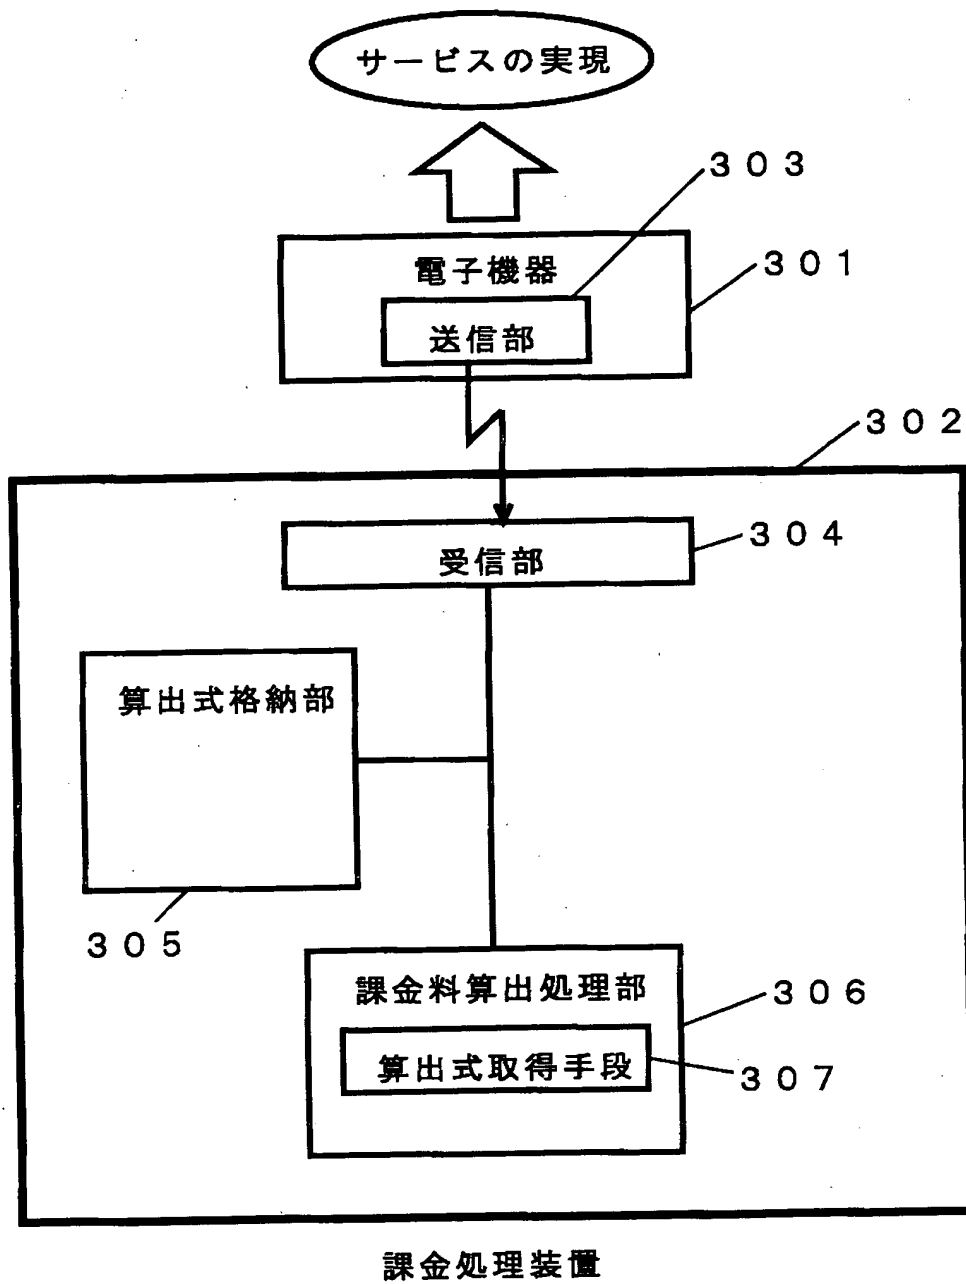 サービスの実現
303
電子機器
301
送信部
302
304
受信部
算出式格納部
305
課金料算出処理部
306
算出式取得手段
307
課金処理装置